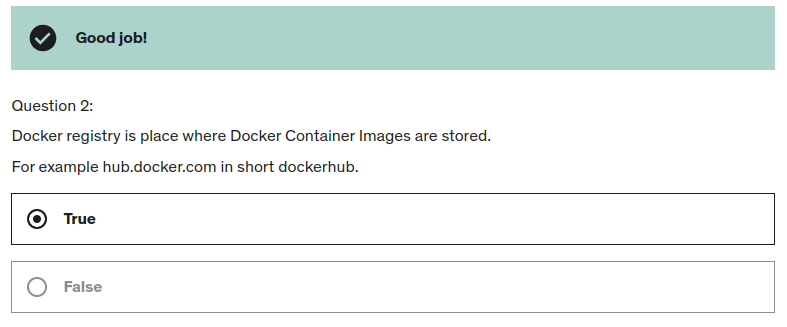 Good job!
Question 2:
Docker registry is place where Docker Container Images are stored.
For example hub.docker.com in short dockerhub.
True
False